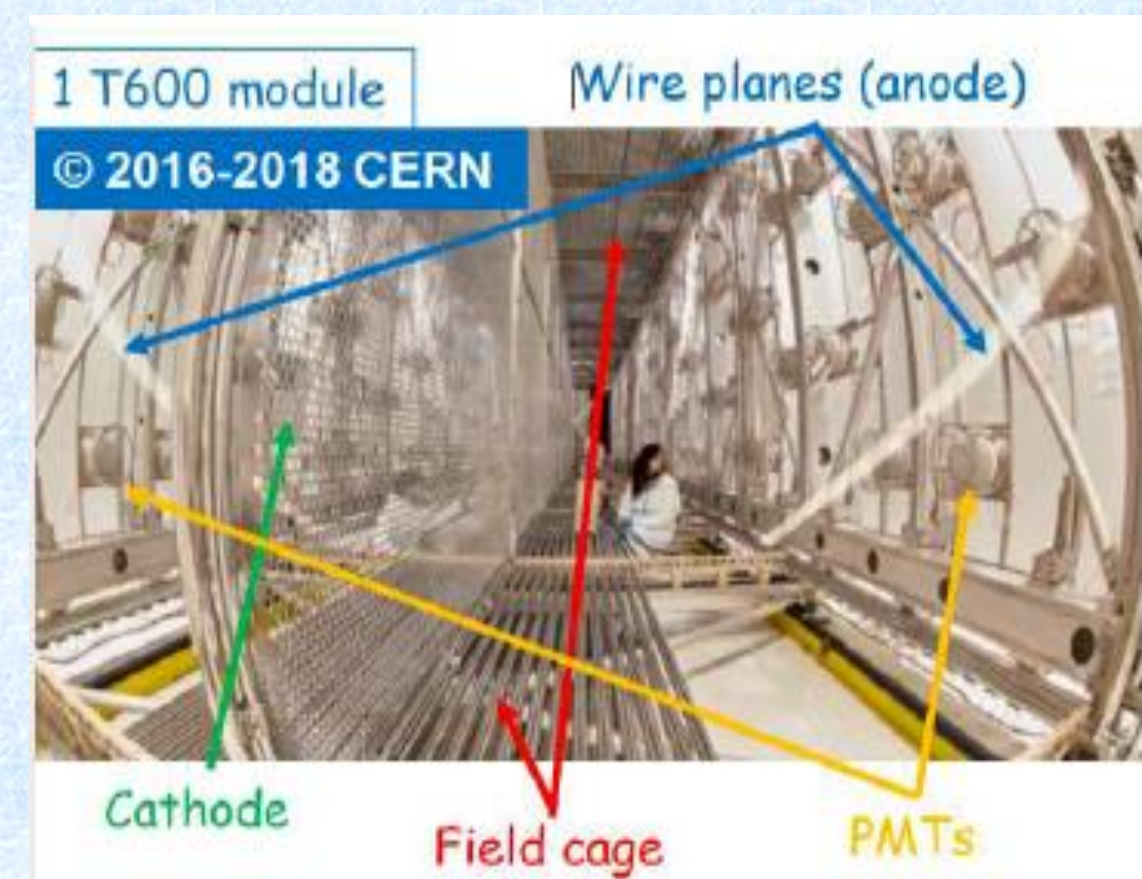 1 T600 module
Wire planes (anode)
© 2016-2018 CERN
Cathode
Field cage
PMTs